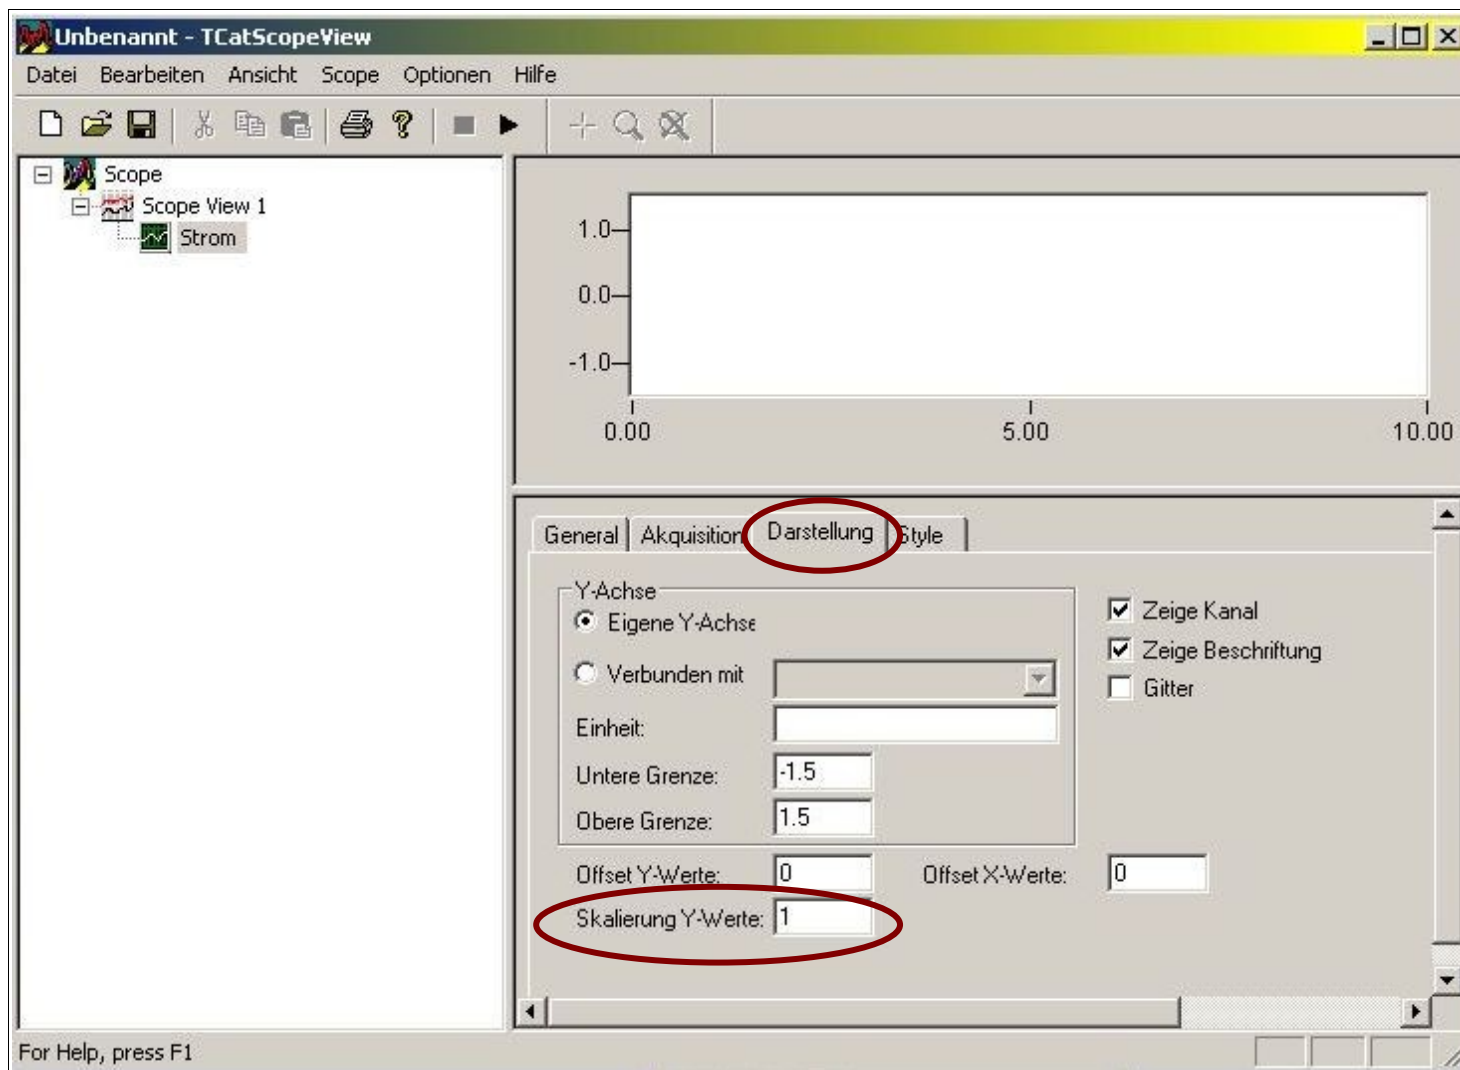 Unbenannt - TCatScopeView
Datei Bearbeiten Ansicht Scope Optionen Hilfe
Scope
Scope View 1
Strom
1.0
0.0
-1.0
0.00 5.00 10.00
General Akquisition Darstellung Style
Y-Achse
Eigene Y-Achse
Verbunden mit
Einheit:
Untere Grenze: -1.5
Obere Grenze: 1.5
Zeige Kanal
Zeige Beschriftung
Gitter
Offset Y-Werte: 0 Offset X-Werte: 0
Skalierung Y-Werte: 1
For Help, press F1